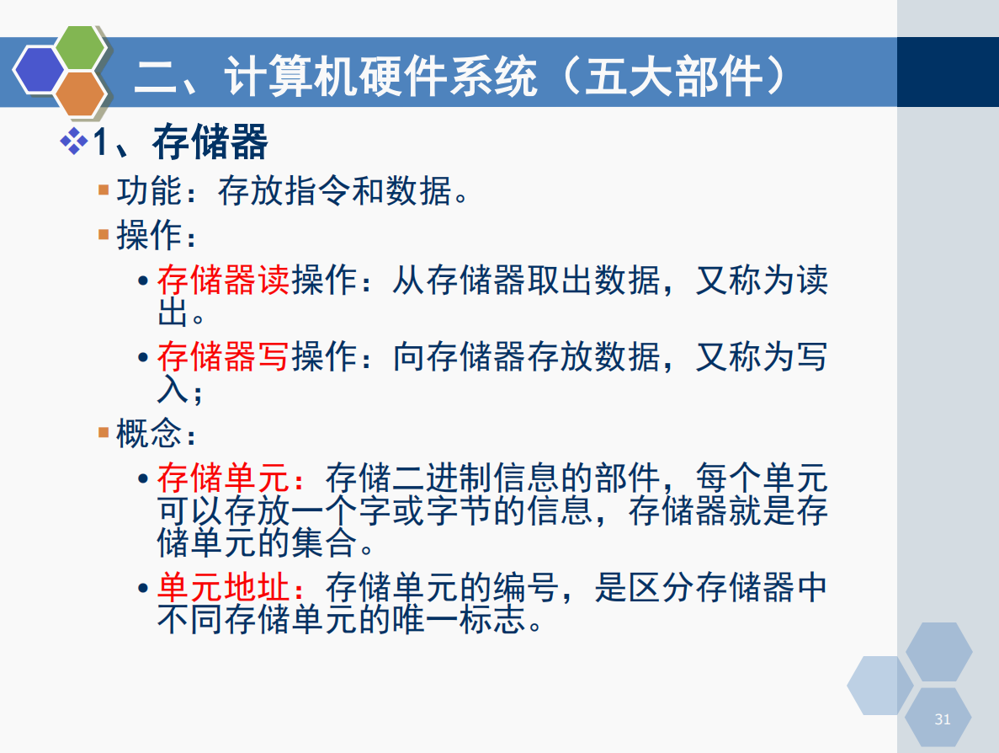 二、计算机硬件系统（五大部件）
❖1、存储器
▪功能：存放指令和数据。
▪操作：
•存储器读操作：从存储器取出数据，又称为读
出。
•存储器写操作：向存储器存放数据，又称为写
入；
▪概念：
•存储单元：存储二进制信息的部件，每个单元
可以存放一个字或字节的信息，存储器就是存
储单元的集合。
•单元地址：存储单元的编号，是区分存储器中
不同存储单元的唯一标志。
31